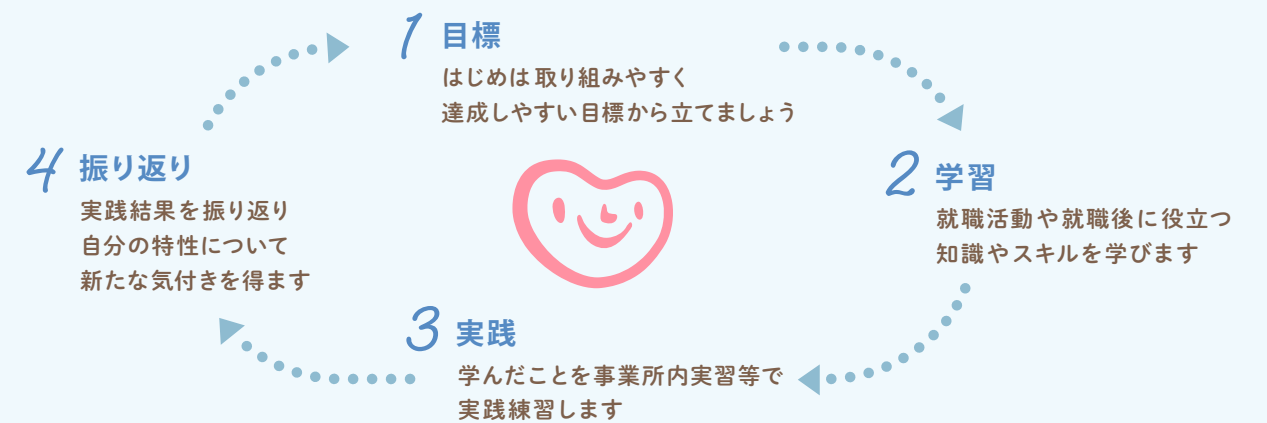 1 目標
はじめは取り組みやすく
達成しやすい目標から立てましょう
2 学習
就職活動や就職後に役立つ
知識やスキルを学びます
3 実践
学んだことを事業所内実習等で
実践練習します
4 振り返り
実践結果を振り返り
自分の特性について
新たな気付きを得ます